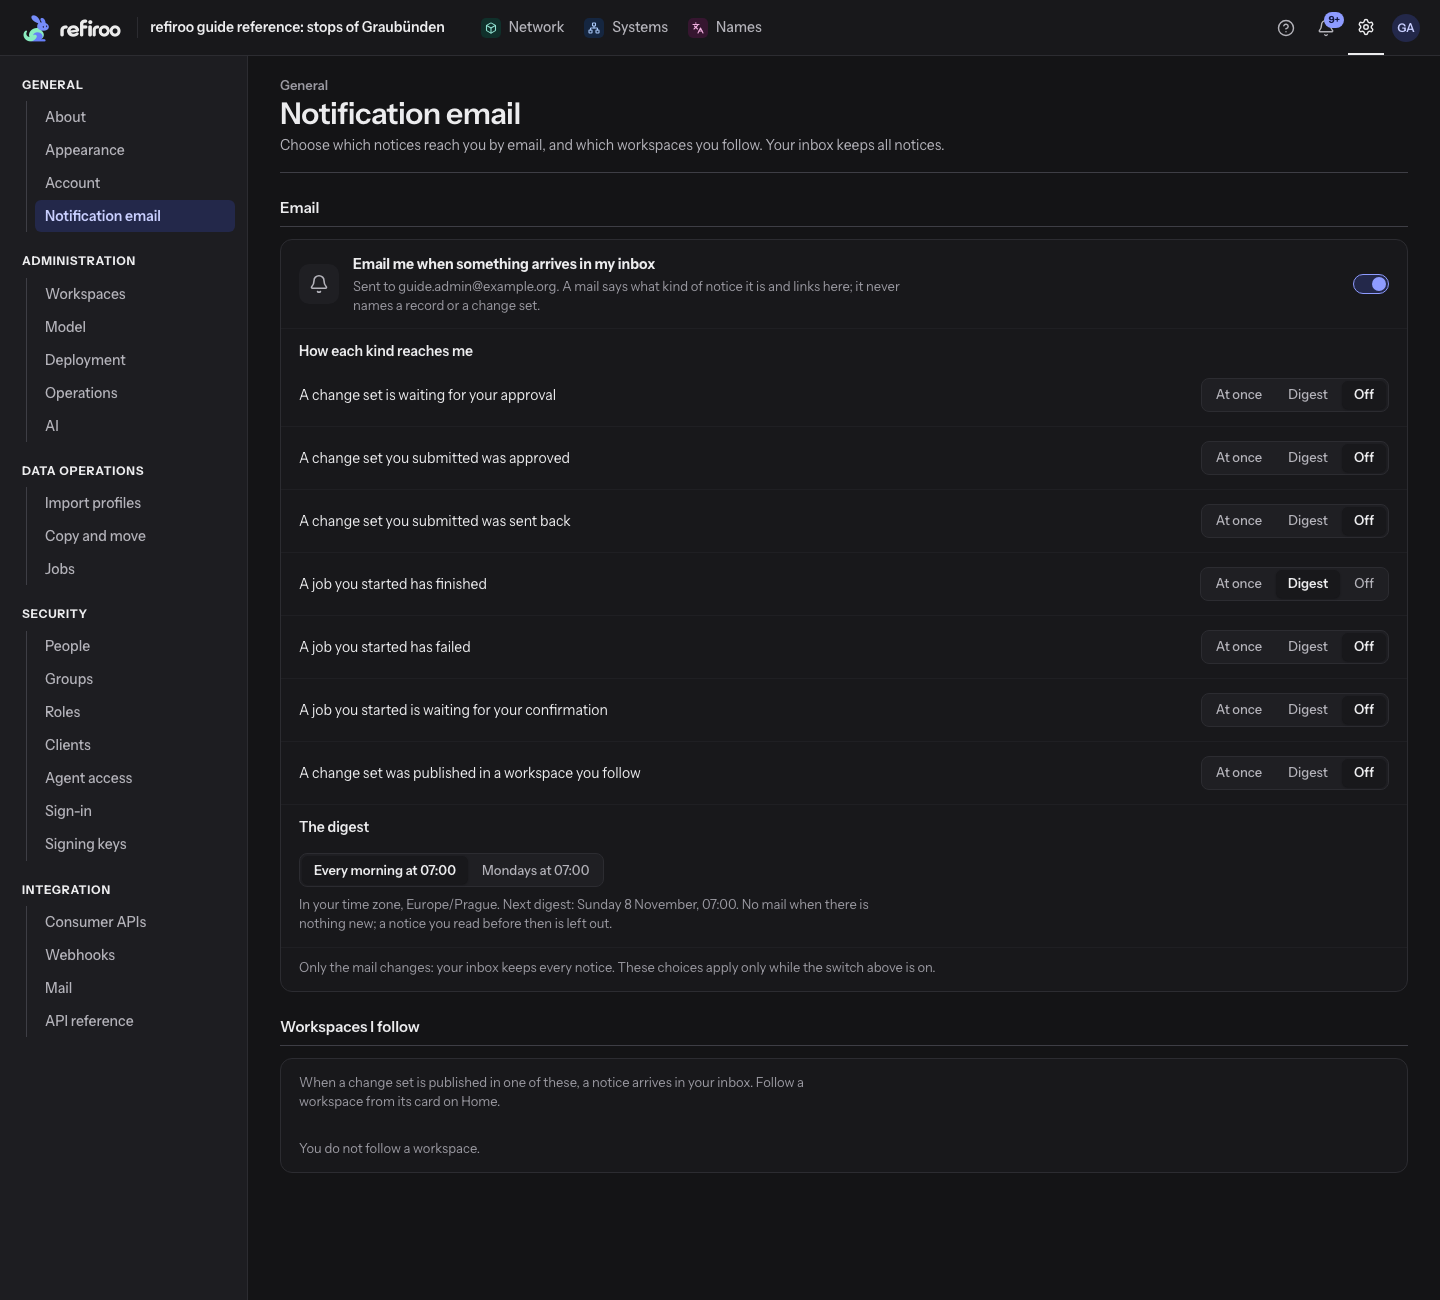 refiroo
refiroo guide reference: stops of Graubünden
Network
Systems
Names
9+
GA
GENERAL
About
Appearance
Account
Notification email
ADMINISTRATION
Workspaces
Model
Deployment
Operations
AI
DATA OPERATIONS
Import profiles
Copy and move
Jobs
SECURITY
People
Groups
Roles
Clients
Agent access
Sign-in
Signing keys
INTEGRATION
Consumer APIs
Webhooks
Mail
API reference
General
Notification email
Choose which notices reach you by email, and which workspaces you follow. Your inbox keeps all notices.
Email
Email me when something arrives in my inbox
Sent to guide.admin@example.org. A mail says what kind of notice it is and links here; it never
names a record or a change set.
How each kind reaches me
A change set is waiting for your approval
At once Digest Off
A change set you submitted was approved
At once Digest Off
A change set you submitted was sent back
At once Digest Off
A job you started has finished
At once Digest Off
A job you started has failed
At once Digest Off
A job you started is waiting for your confirmation
At once Digest Off
A change set was published in a workspace you follow
At once Digest Off
The digest
Every morning at 07:00 Mondays at 07:00
In your time zone, Europe/Prague. Next digest: Sunday 8 November, 07:00. No mail when there is
nothing new; a notice you read before then is left out.
Only the mail changes: your inbox keeps every notice. These choices apply only while the switch above is on.
Workspaces I follow
When a change set is published in one of these, a notice arrives in your inbox. Follow a
workspace from its card on Home.
You do not follow a workspace.